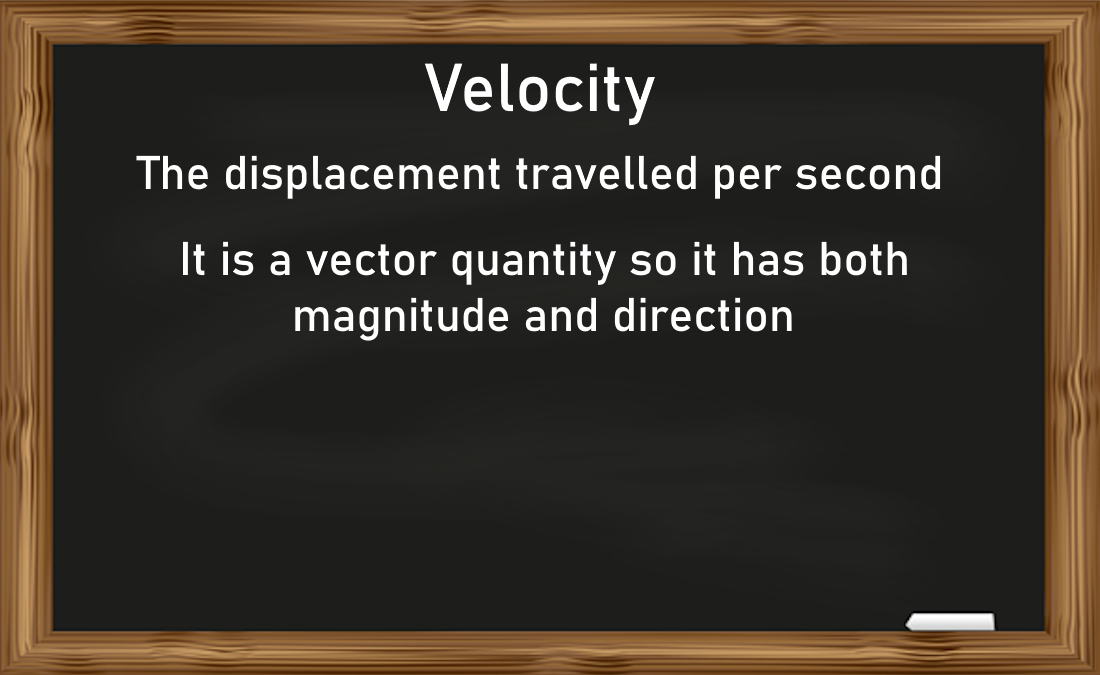 Velocity
The displacement travelled per second
It is a vector quantity so it has both
magnitude and direction